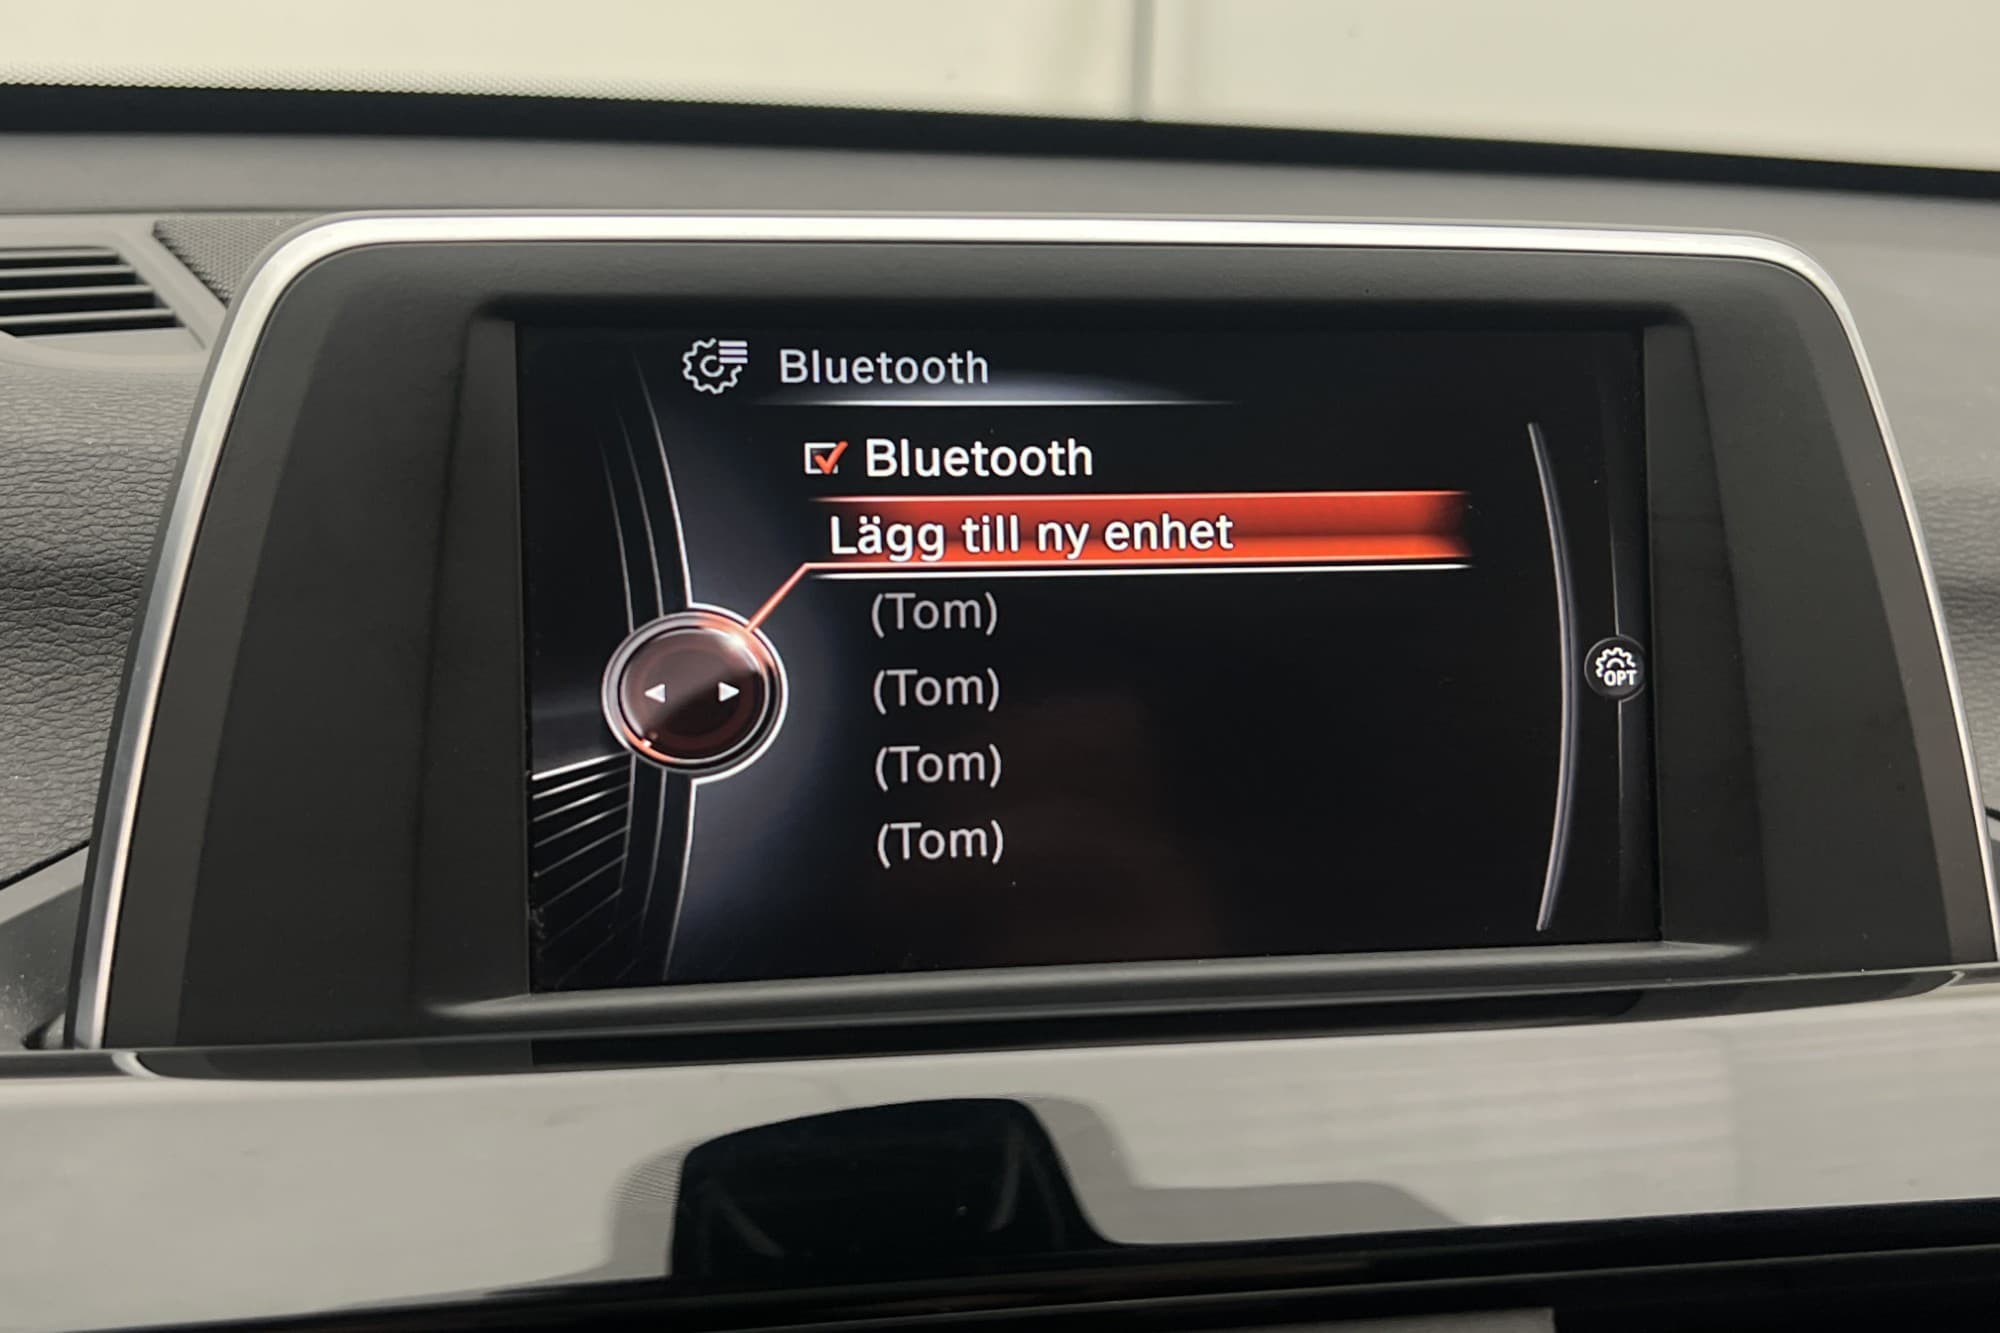 Bluetooth
Bluetooth
Lägg till ny enhet
(Tom)
(Tom)
OPT
(Tom)
(Tom)